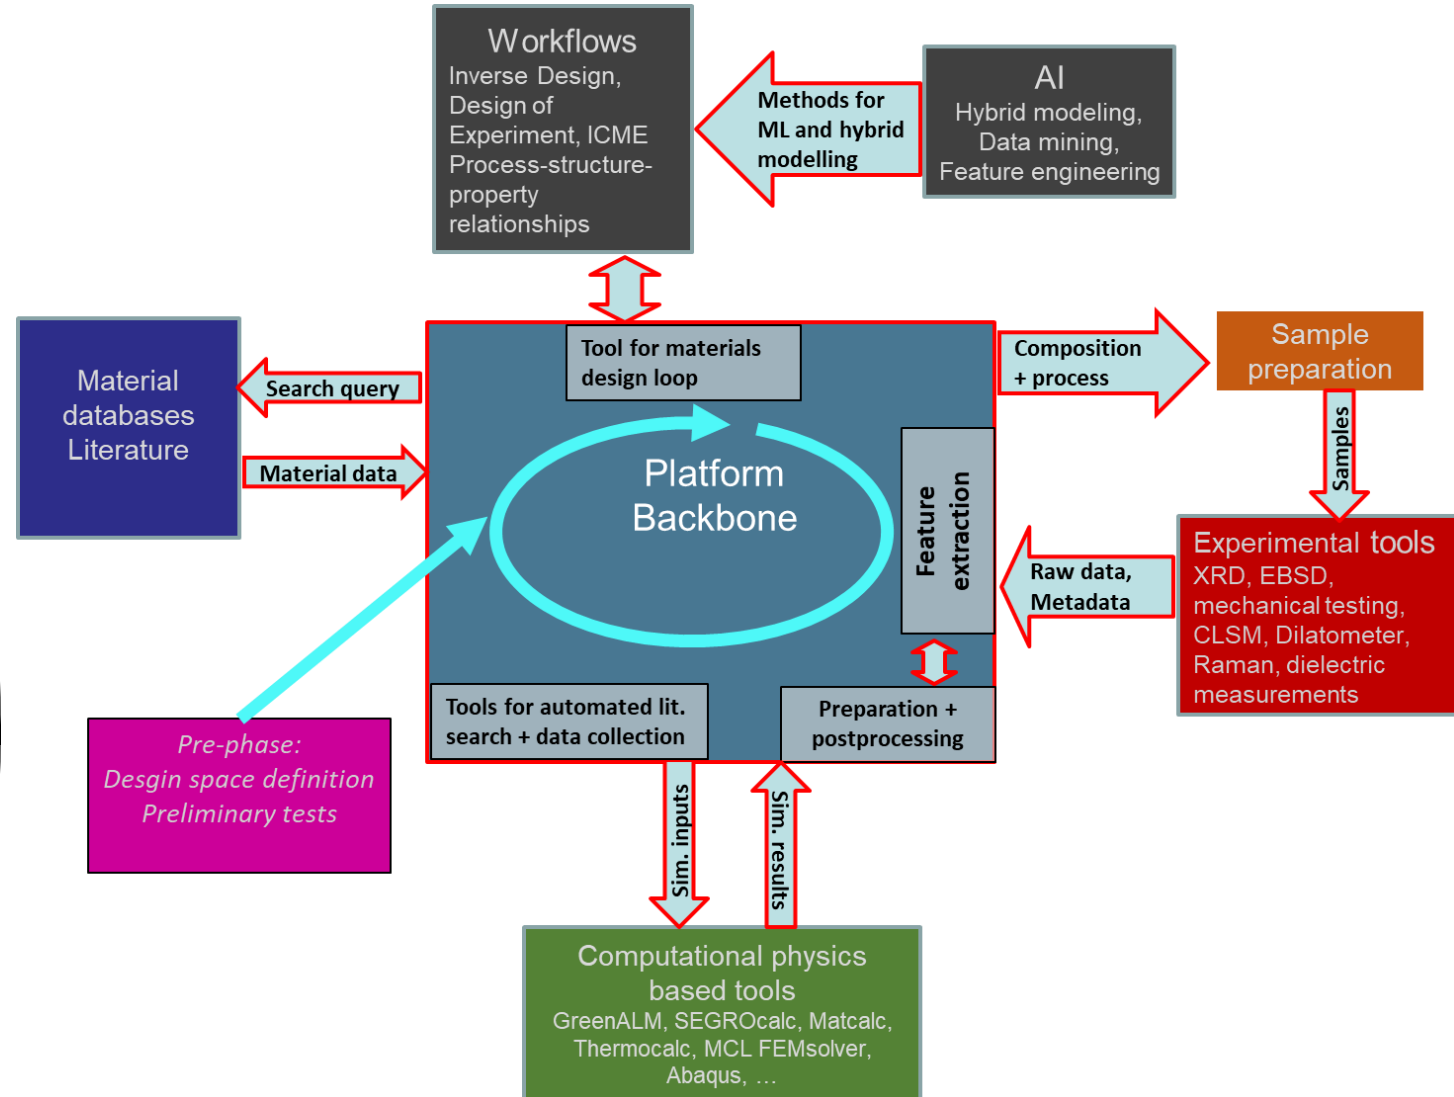 Workflows
Inverse Design,
Design of
Experiment, ICME
Process-structure-
property
relationships
Methods for
ML and hybrid
modelling
AI
Hybrid modeling,
Data mining,
Feature engineering
Material
databases
Literature
Search query
Material data
Tool for materials
design loop
Platform
Backbone
Feature
extraction
Composition
+ process
Sample
preparation
Samples
Experimental tools
XRD, EBSD,
mechanical testing,
CLSM, Dilatometer,
Raman, dielectric
measurements
Raw data,
Metadata
Tools for automated lit.
search + data collection
Preparation +
postprocessing
Pre-phase:
Desgin space definition
Preliminary tests
Sim. inputs
Sim. results
Computational physics
based tools
GreenALM, SEGROcalc, Matcalc,
Thermocalc, MCL FEMsolver,
Abaqus, …